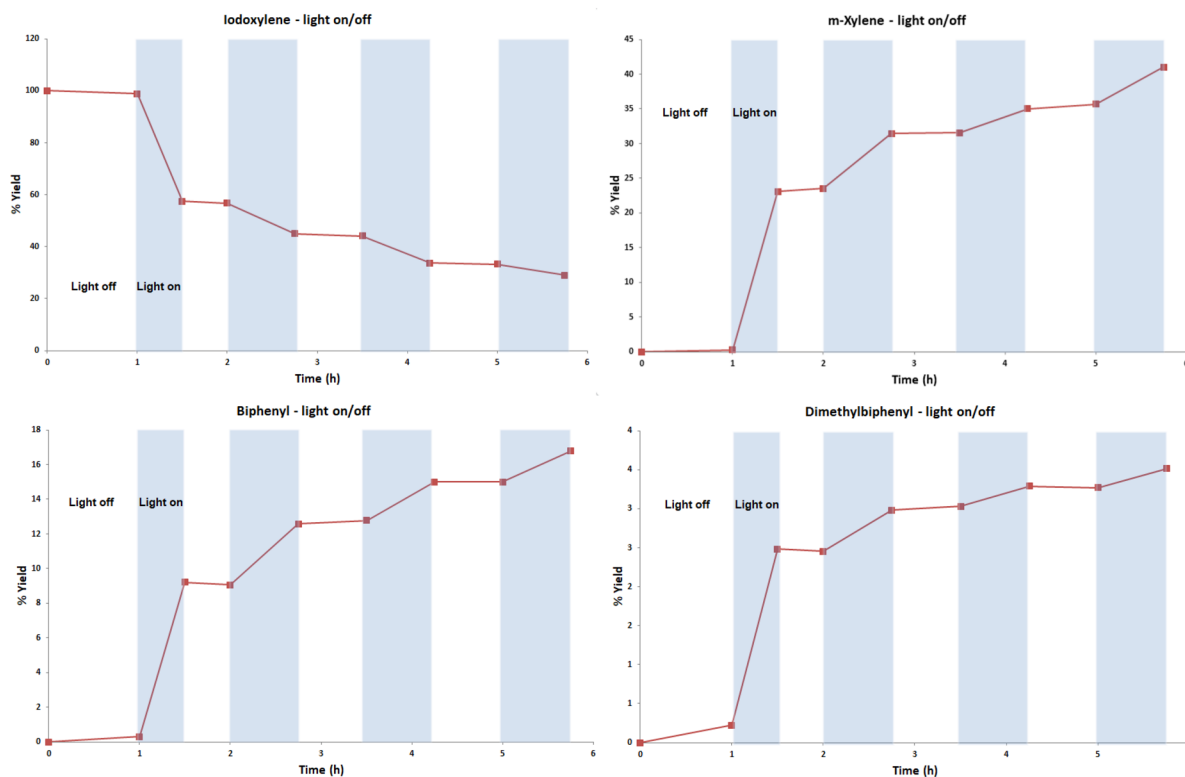 Iodoxylene - light on/off
120
100
80
60
40
20
0
% Yield
Light off
Light on
0 1 2 3 4 5 6
Time (h)
m-Xylene - light on/off
45
40
35
30
25
20
15
10
5
0
% Yield
Light off
Light on
0 1 2 3 4 5 6
Time (h)
Biphenyl - light on/off
18
16
14
12
10
8
6
4
2
0
% Yield
Light off
Light on
0 1 2 3 4 5 6
Time (h)
Dimethylbiphenyl - light on/off
4
4
3
3
2
2
1
1
0
% Yield
Light off
Light on
0 1 2 3 4 5 6
Time (h)